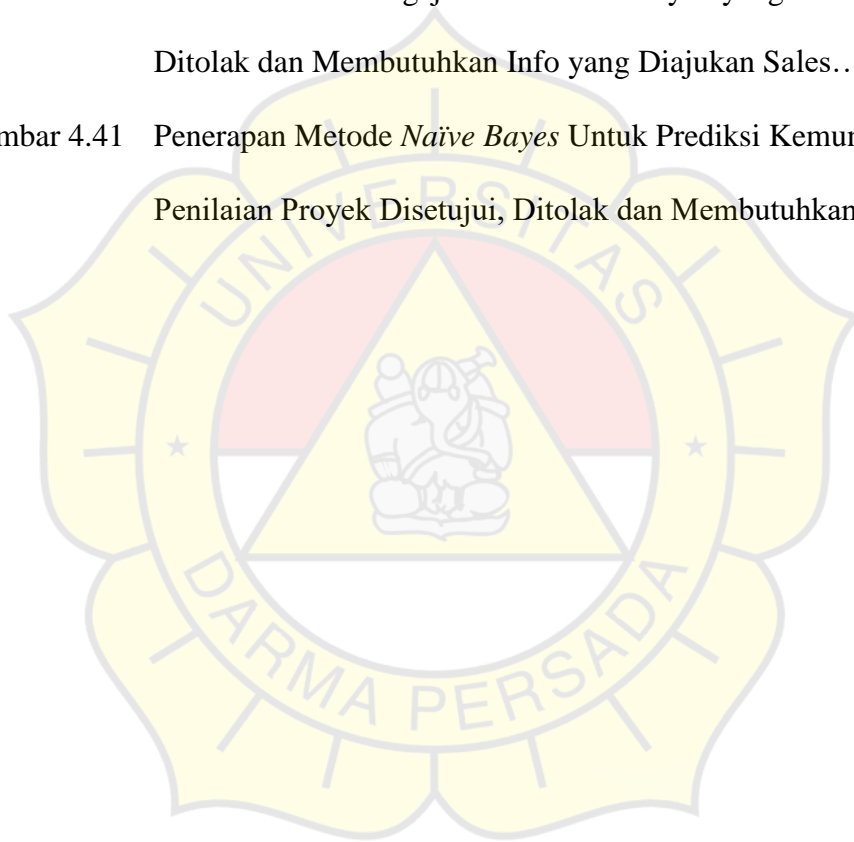 Ditolak dan Membutuhkan Info yang Diajukan Sales…
mbar 4.41 Penerapan Metode Naïve Bayes Untuk Prediksi Kemun
Penilaian Proyek Disetujui, Ditolak dan Membutuhkan
UNIVERSITAS
DARMA PERSADA